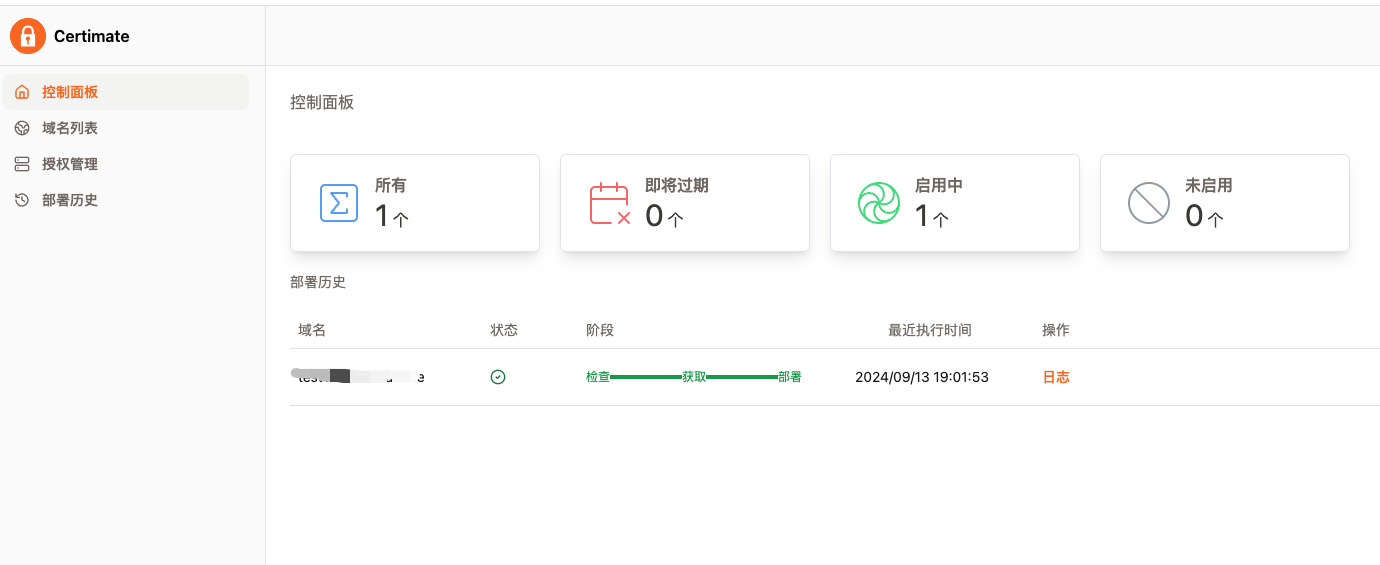 Certimate
控制面板
域名列表
授权管理
部署历史
控制面板
所有
1个
即将过期
0个
启用中
1个
未启用
0个
部署历史
域名 状态 阶段 最近执行时间 操作
检查 获取 部署 2024/09/13 19:01:53 日志